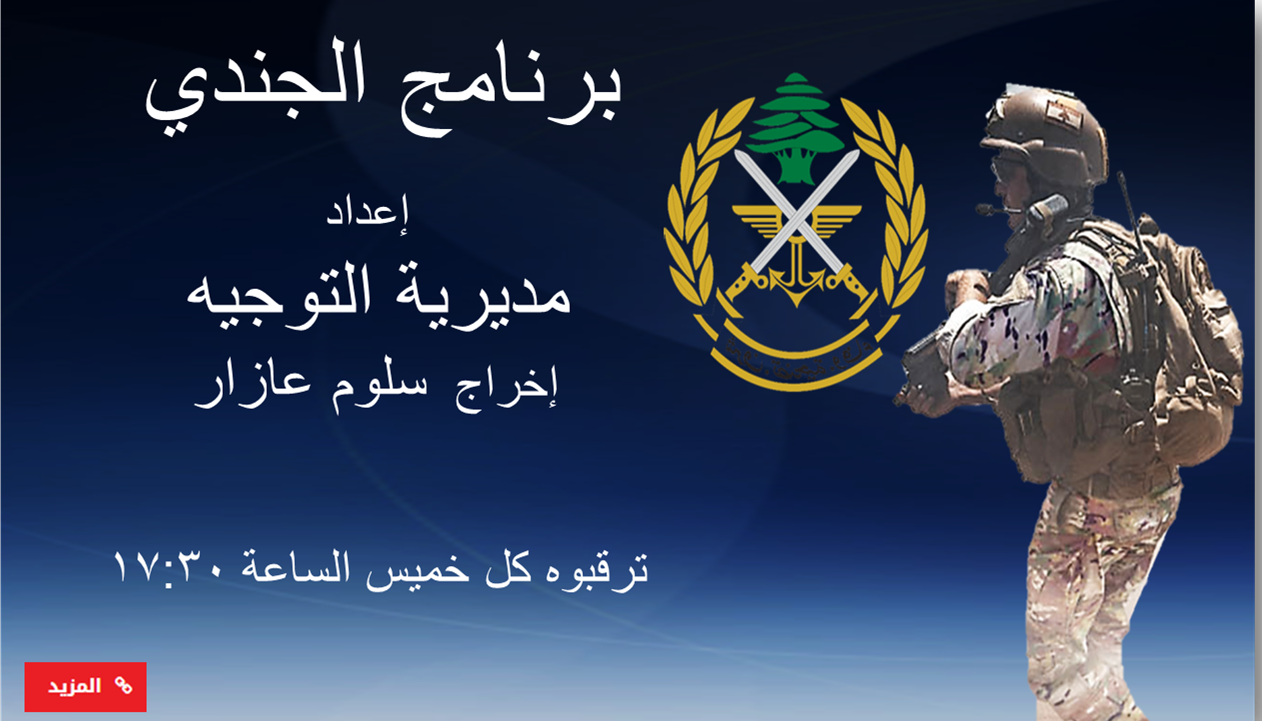 برنامج الجندي
إعداد
مديرية التوجيه
إخراج سلوم عازار
ترقبوه كل خميس الساعة ١٧:٣٠
المزيد